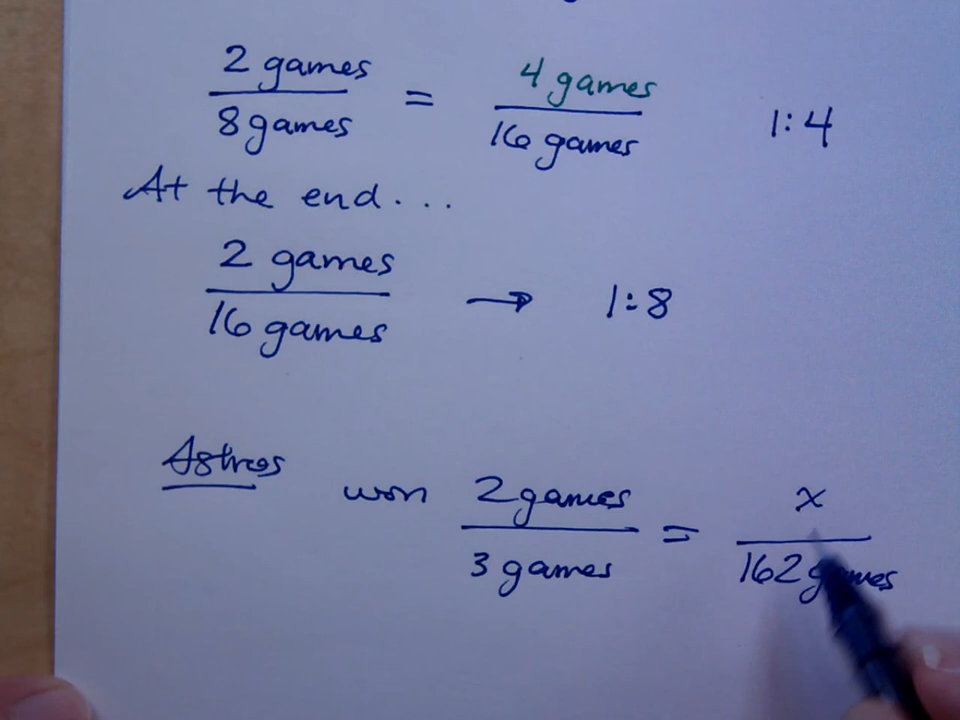 2 games = 4 games 1:4
8 games 16 games
At the end...
2 games → 1:8
16 games
Astros won 2 games = x
3 games 162 games